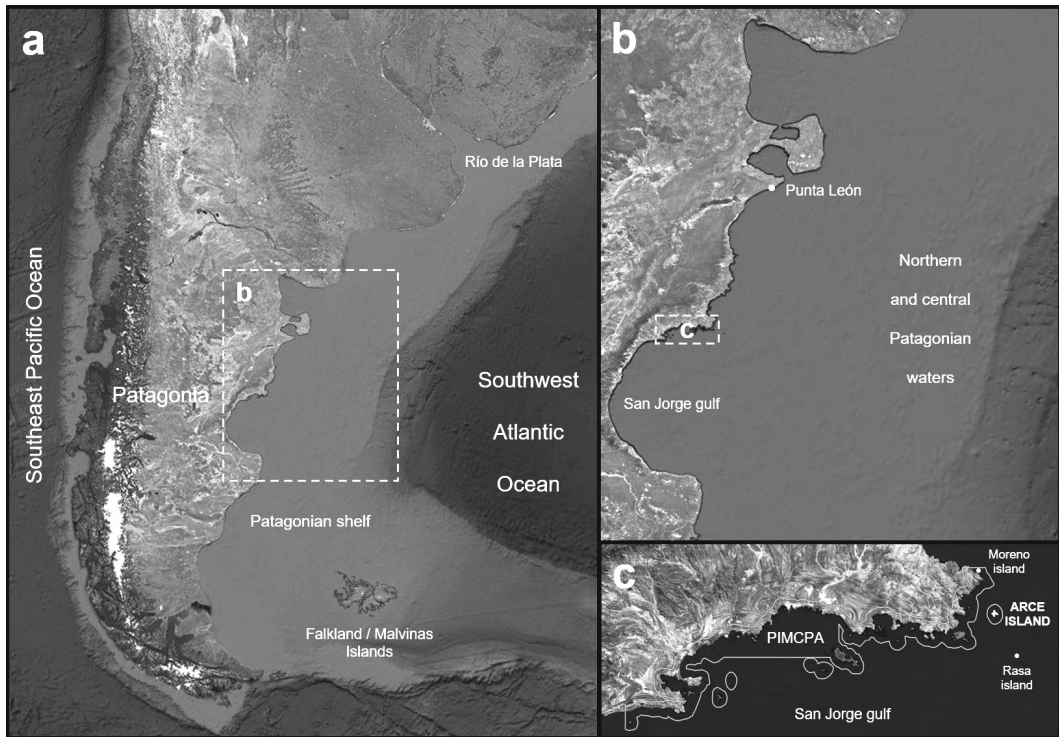 a
Río de la Plata
Southeast Pacific Ocean
b
Patagonia
Southwest
Atlantic
Ocean
Patagonian shelf
Falkland / Malvinas
Islands
b
Punta León
Northern
and central
Patagonian
waters
c
San Jorge gulf
c
Moreno
island
ARCE
ISLAND
PIMCPA
Rasa
island
San Jorge gulf